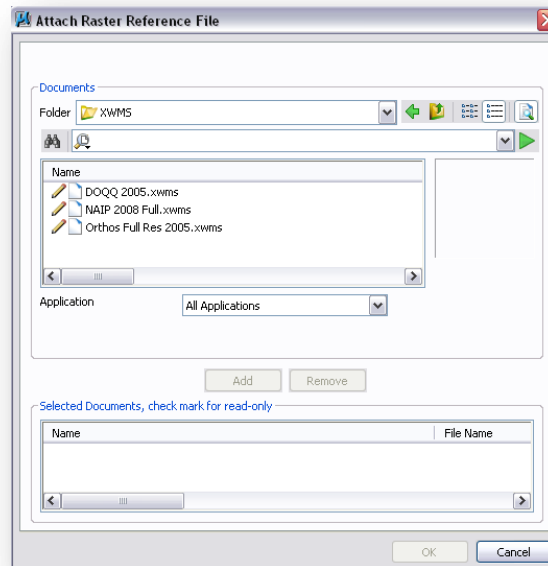 Attach Raster Reference File
Documents
Folder XWMS
Name
DOQQ 2005.xwms
NAIP 2008 Full.xwms
Orthos Full Res 2005.xwms
Application All Applications
Add Remove
Selected Documents, check mark for read-only
Name File Name
OK Cancel